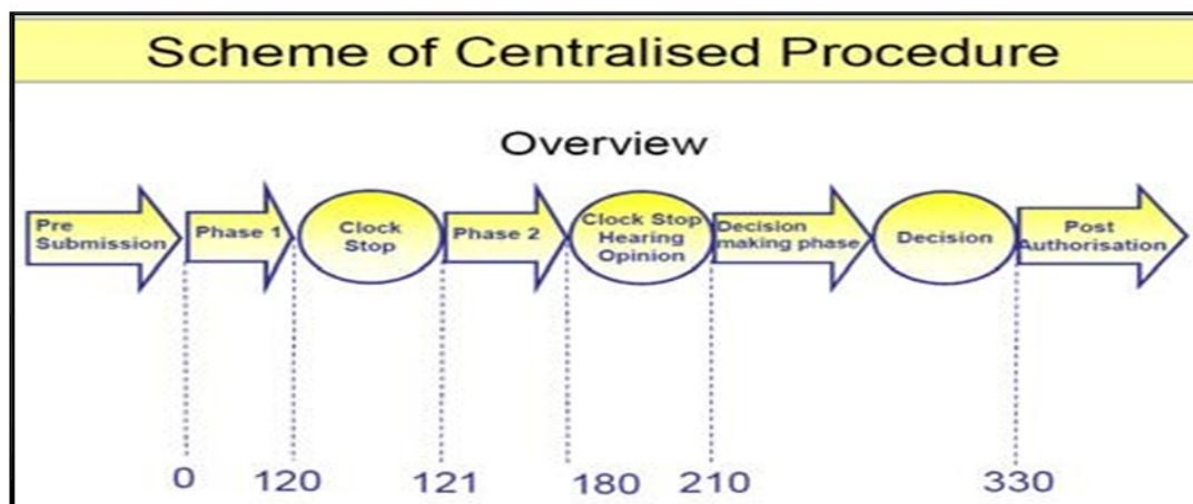 Scheme of Centralised Procedure
Overview
Pre
Submission
Phase 1
Clock
Stop
Phase 2
Clock Stop
Hearing
Opinion
Decision
making phase
Decision
Post
Authorisation
0 120 121 180 210 330